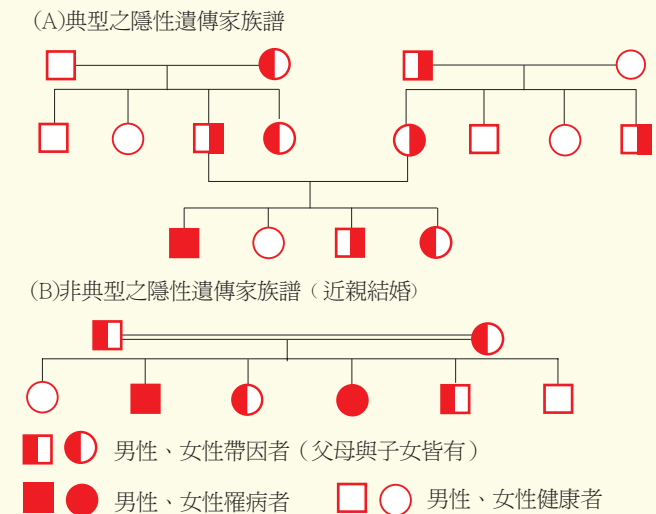 (A)典型之隱性遺傳家族譜
(B)非典型之隱性遺傳家族譜（近親結婚）
男性、女性帶因者（父母與子女皆有）
男性、女性罹病者
男性、女性健康者